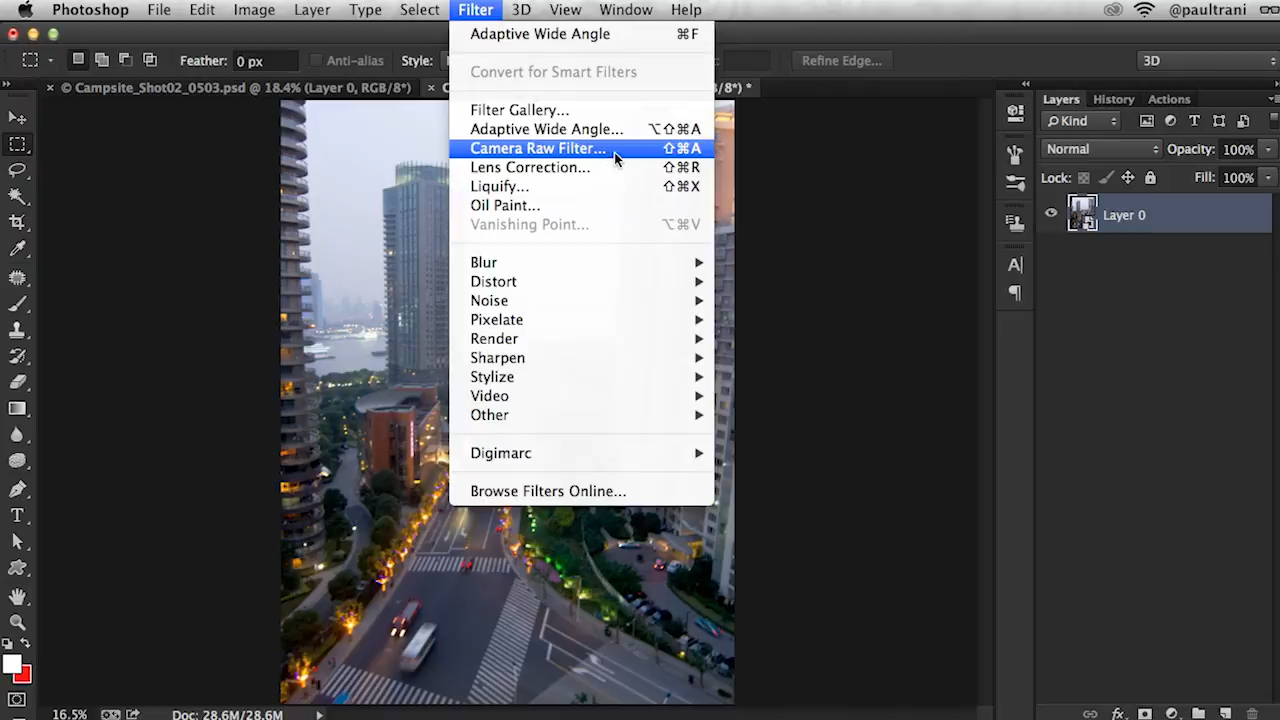 Photoshop File Edit Image Layer Type Select Filter 3D View Window Help @paultrani
Feather: 0 px Anti-alias Style: Refine Edge... 3D
© Campsite_Shot02_0503.psd @ 18.4% (Layer 0, RGB/8*) /8*) *
Adaptive Wide Angle ⌘F
Convert for Smart Filters
Filter Gallery...
Adaptive Wide Angle... ⌥⇧⌘A
Camera Raw Filter... ⇧⌘A
Lens Correction... ⇧⌘R
Liquify... ⇧⌘X
Oil Paint...
Vanishing Point... ⌥⌘V
Blur
Distort
Noise
Pixelate
Render
Sharpen
Stylize
Video
Other
Digimarc
Browse Filters Online...
Layers History Actions
Kind
Normal Opacity: 100%
Lock: Fill: 100%
Layer 0
16.5% Doc: 28.6M/28.6M